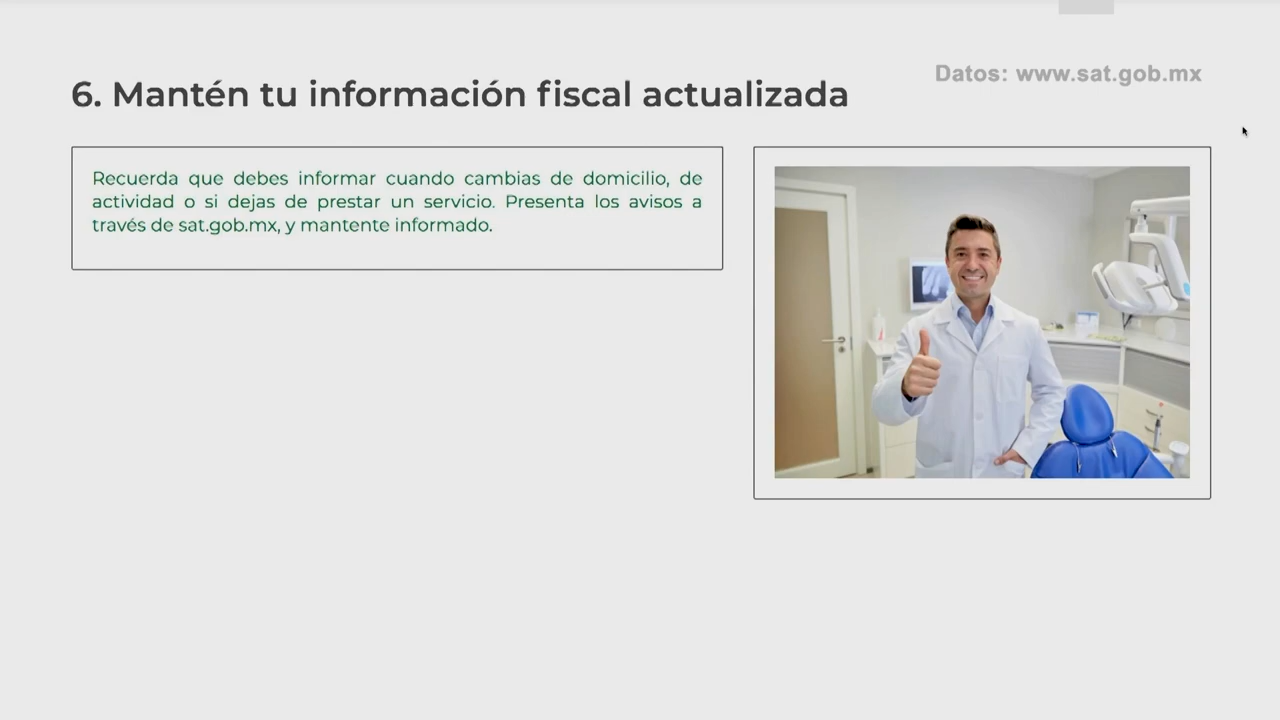 Datos: www.sat.gob.mx
6. Mantén tu información fiscal actualizada
Recuerda que debes informar cuando cambias de domicilio, de
actividad o si dejas de prestar un servicio. Presenta los avisos a
través de sat.gob.mx, y mantente informado.